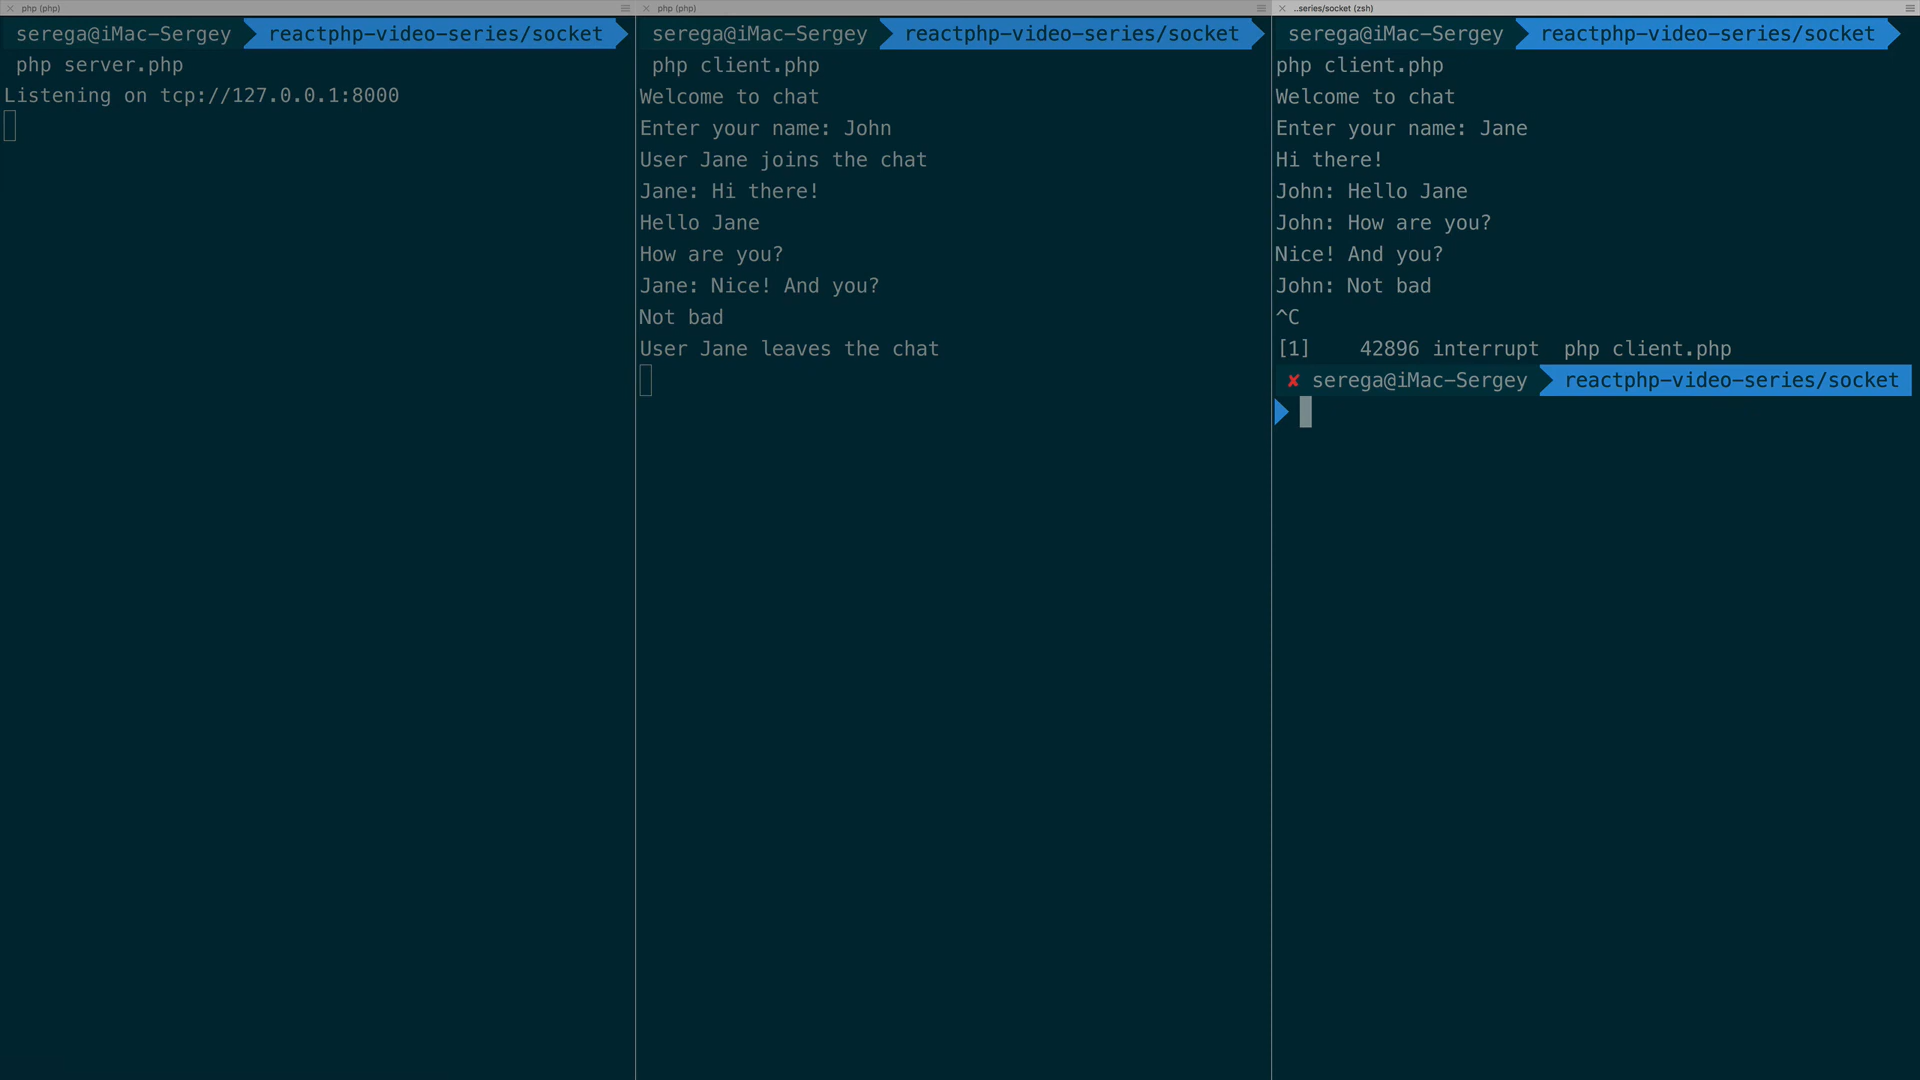 php (php)
serega@iMac-Sergey reactphp-video-series/socket
php server.php
Listening on tcp://127.0.0.1:8000
php (php)
serega@iMac-Sergey reactphp-video-series/socket
php client.php
Welcome to chat
Enter your name: John
User Jane joins the chat
Jane: Hi there!
Hello Jane
How are you?
Jane: Nice! And you?
Not bad
User Jane leaves the chat
..series/socket (zsh)
serega@iMac-Sergey reactphp-video-series/socket
php client.php
Welcome to chat
Enter your name: Jane
Hi there!
John: Hello Jane
John: How are you?
Nice! And you?
John: Not bad
^C
[1] 42896 interrupt php client.php
✘ serega@iMac-Sergey reactphp-video-series/socket